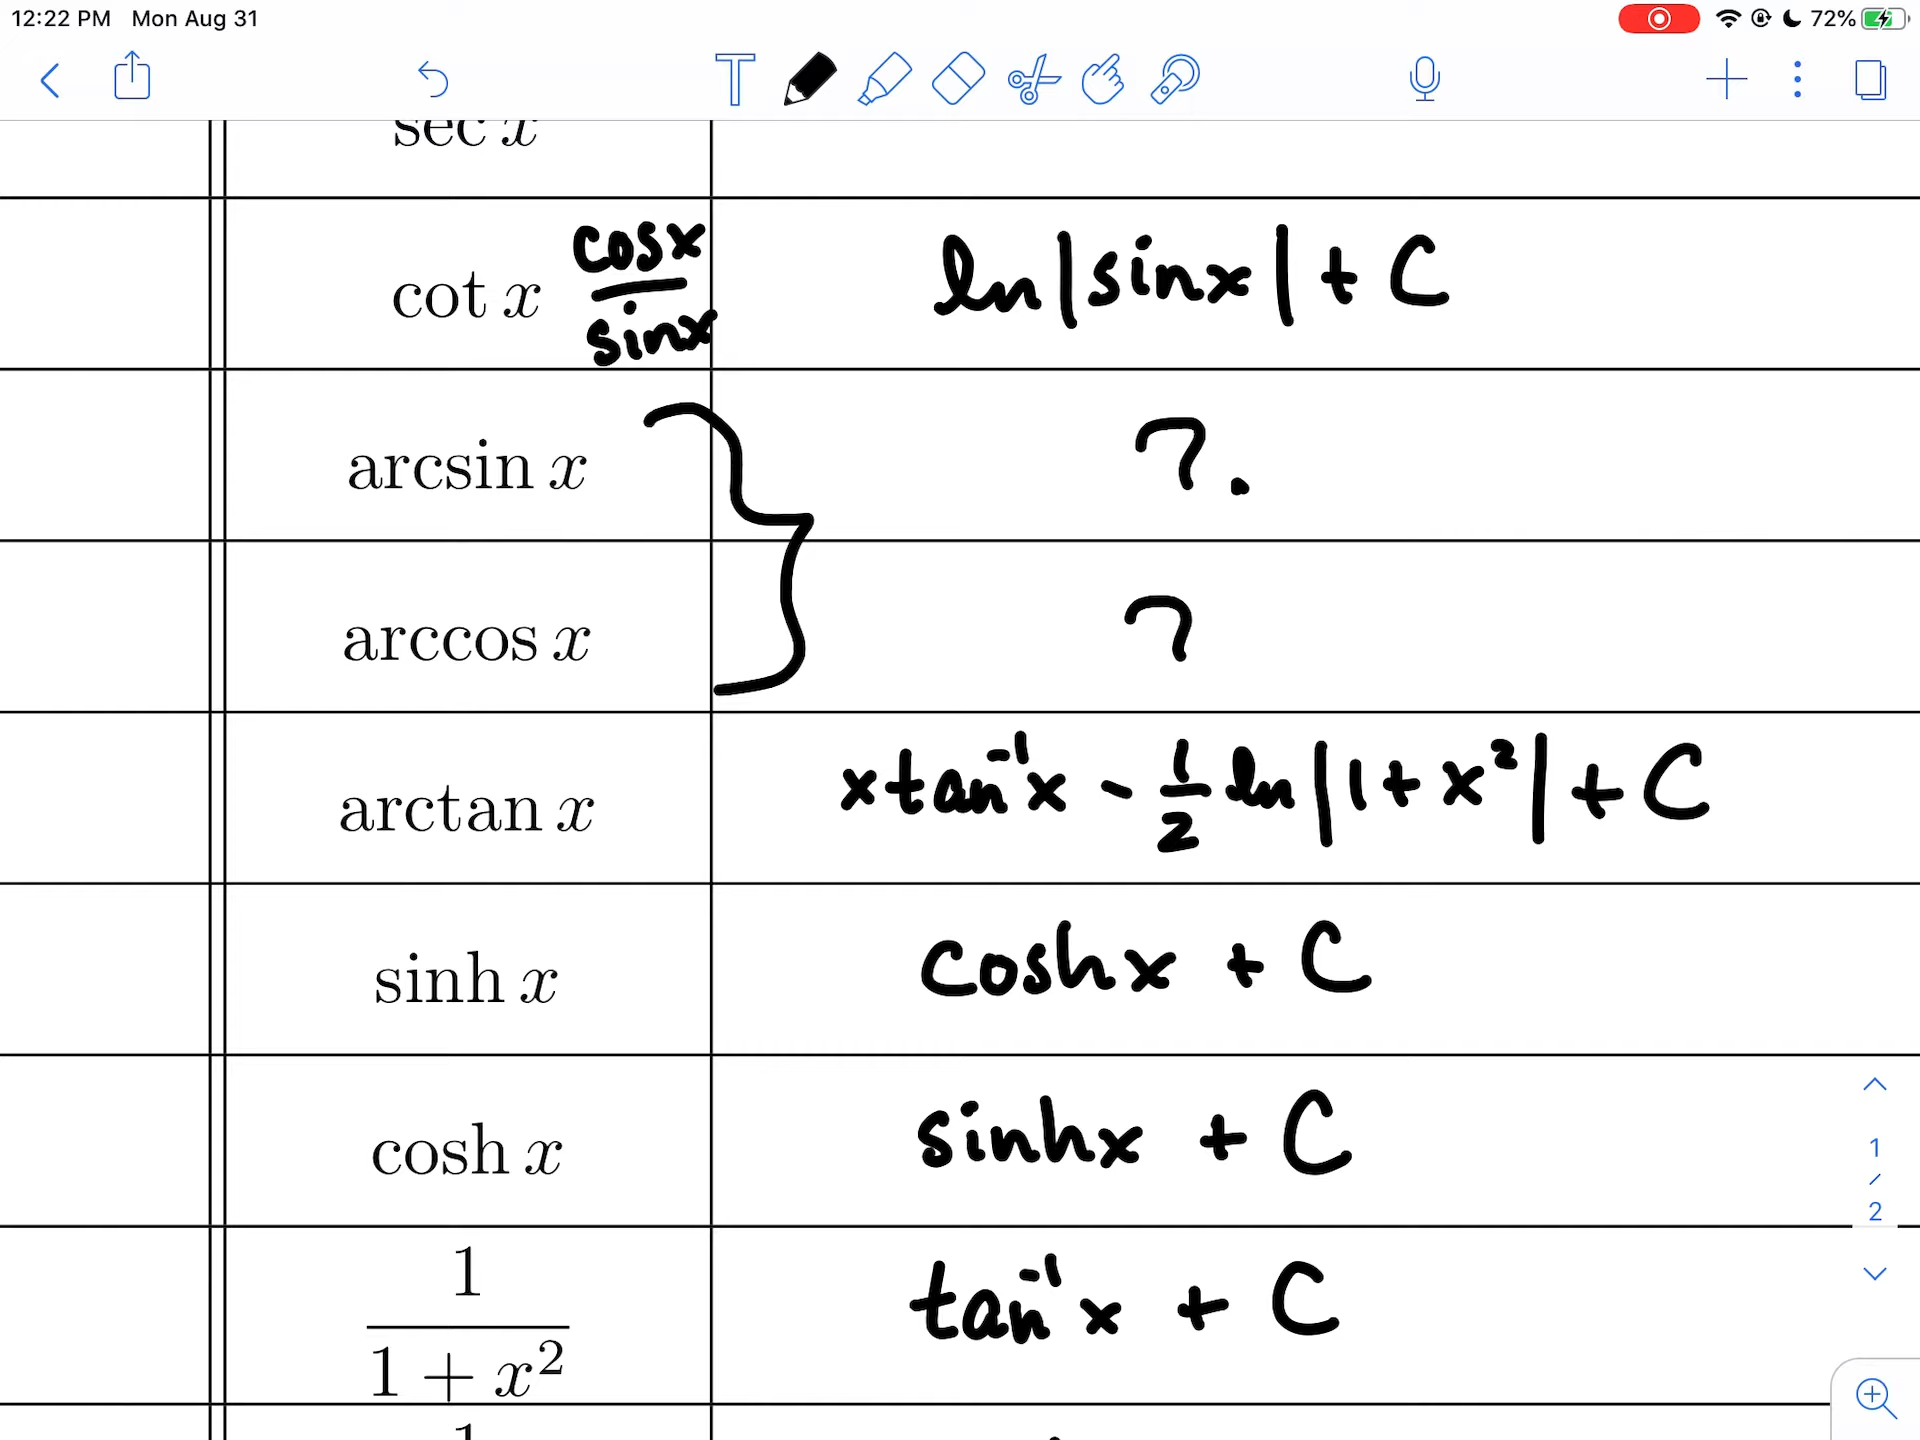 12:22 PM Mon Aug 31 72%
T
sec x
cot x cosx/sinx ln|sinx| + C
arcsin x ?.
arccos x ?
arctan x xtan⁻¹x - 1/2 ln|1+x²| + C
sinh x coshx + C
cosh x sinhx + C
1/(1 + x²) tan⁻¹x + C
1
/
2
1